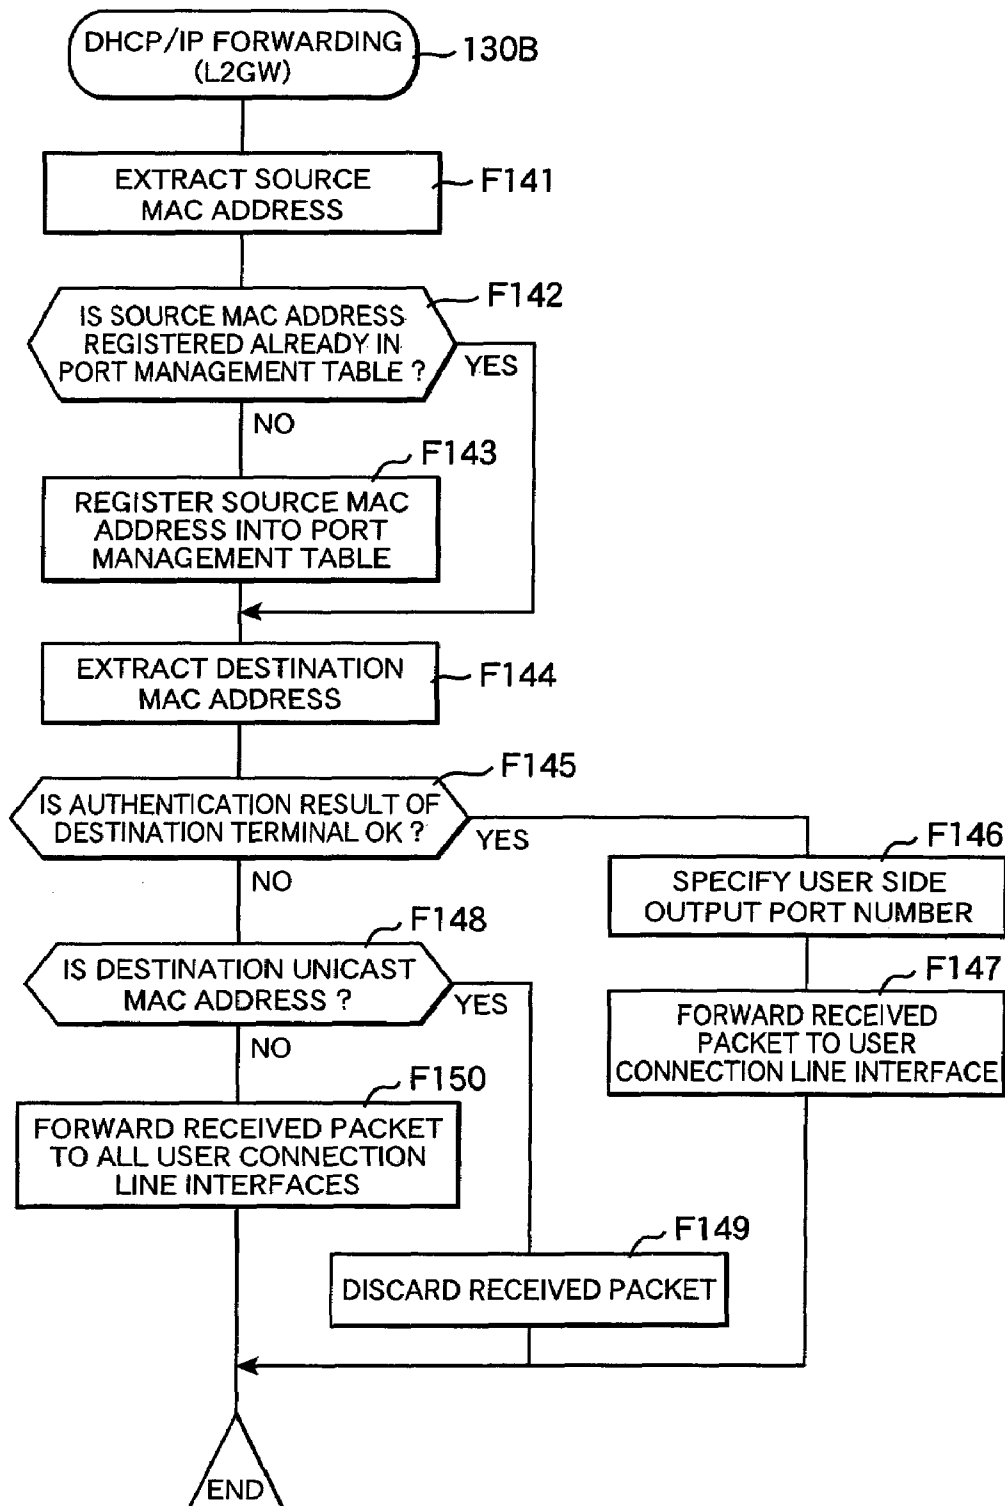 DHCP/IP FORWARDING
(L2GW)
130B
EXTRACT SOURCE
MAC ADDRESS
F141
F142
IS SOURCE MAC ADDRESS
REGISTERED ALREADY IN
PORT MANAGEMENT TABLE ?
YES
NO
F143
REGISTER SOURCE MAC
ADDRESS INTO PORT
MANAGEMENT TABLE
EXTRACT DESTINATION
MAC ADDRESS
F144
F145
IS AUTHENTICATION RESULT OF
DESTINATION TERMINAL OK ?
YES
NO
F146
SPECIFY USER SIDE
OUTPUT PORT NUMBER
F147
FORWARD RECEIVED
PACKET TO USER
CONNECTION LINE INTERFACE
F148
IS DESTINATION UNICAST
MAC ADDRESS ?
YES
NO
F150
FORWARD RECEIVED PACKET
TO ALL USER CONNECTION
LINE INTERFACES
F149
DISCARD RECEIVED PACKET
END